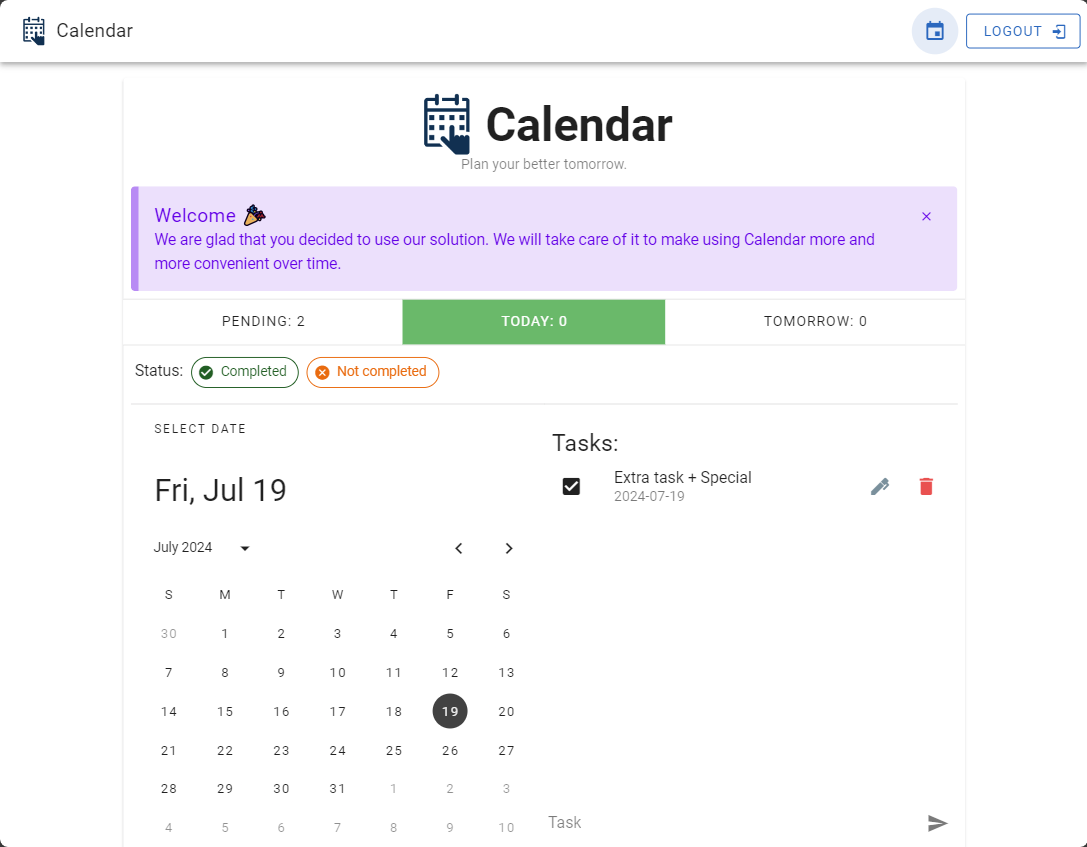 Calendar
LOGOUT
Calendar
Plan your better tomorrow.
Welcome
We are glad that you decided to use our solution. We will take care of it to make using Calendar more and
more convenient over time.
PENDING: 2 TODAY: 0 TOMORROW: 0
Status: Completed Not completed
SELECT DATE
Fri, Jul 19
July 2024
S M T W T F S
30 1 2 3 4 5 6
7 8 9 10 11 12 13
14 15 16 17 18 19 20
21 22 23 24 25 26 27
28 29 30 31 1 2 3
4 5 6 7 8 9 10
Tasks:
Extra task + Special
2024-07-19
Task